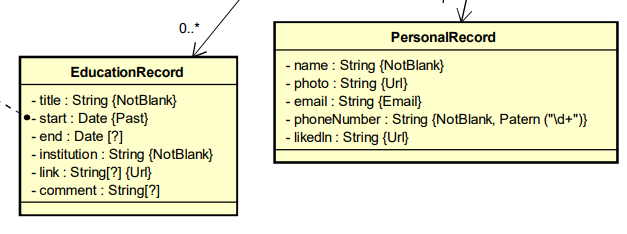 0..*
EducationRecord
- title : String {NotBlank}
- start : Date {Past}
- end : Date [?]
- institution : String {NotBlank}
- link : String[?] {Url}
- comment : String[?]
PersonalRecord
- name : String {NotBlank}
- photo : String {Url}
- email : String {Email}
- phoneNumber : String {NotBlank, Patern ("\d+")}
- likedIn : String {Url}